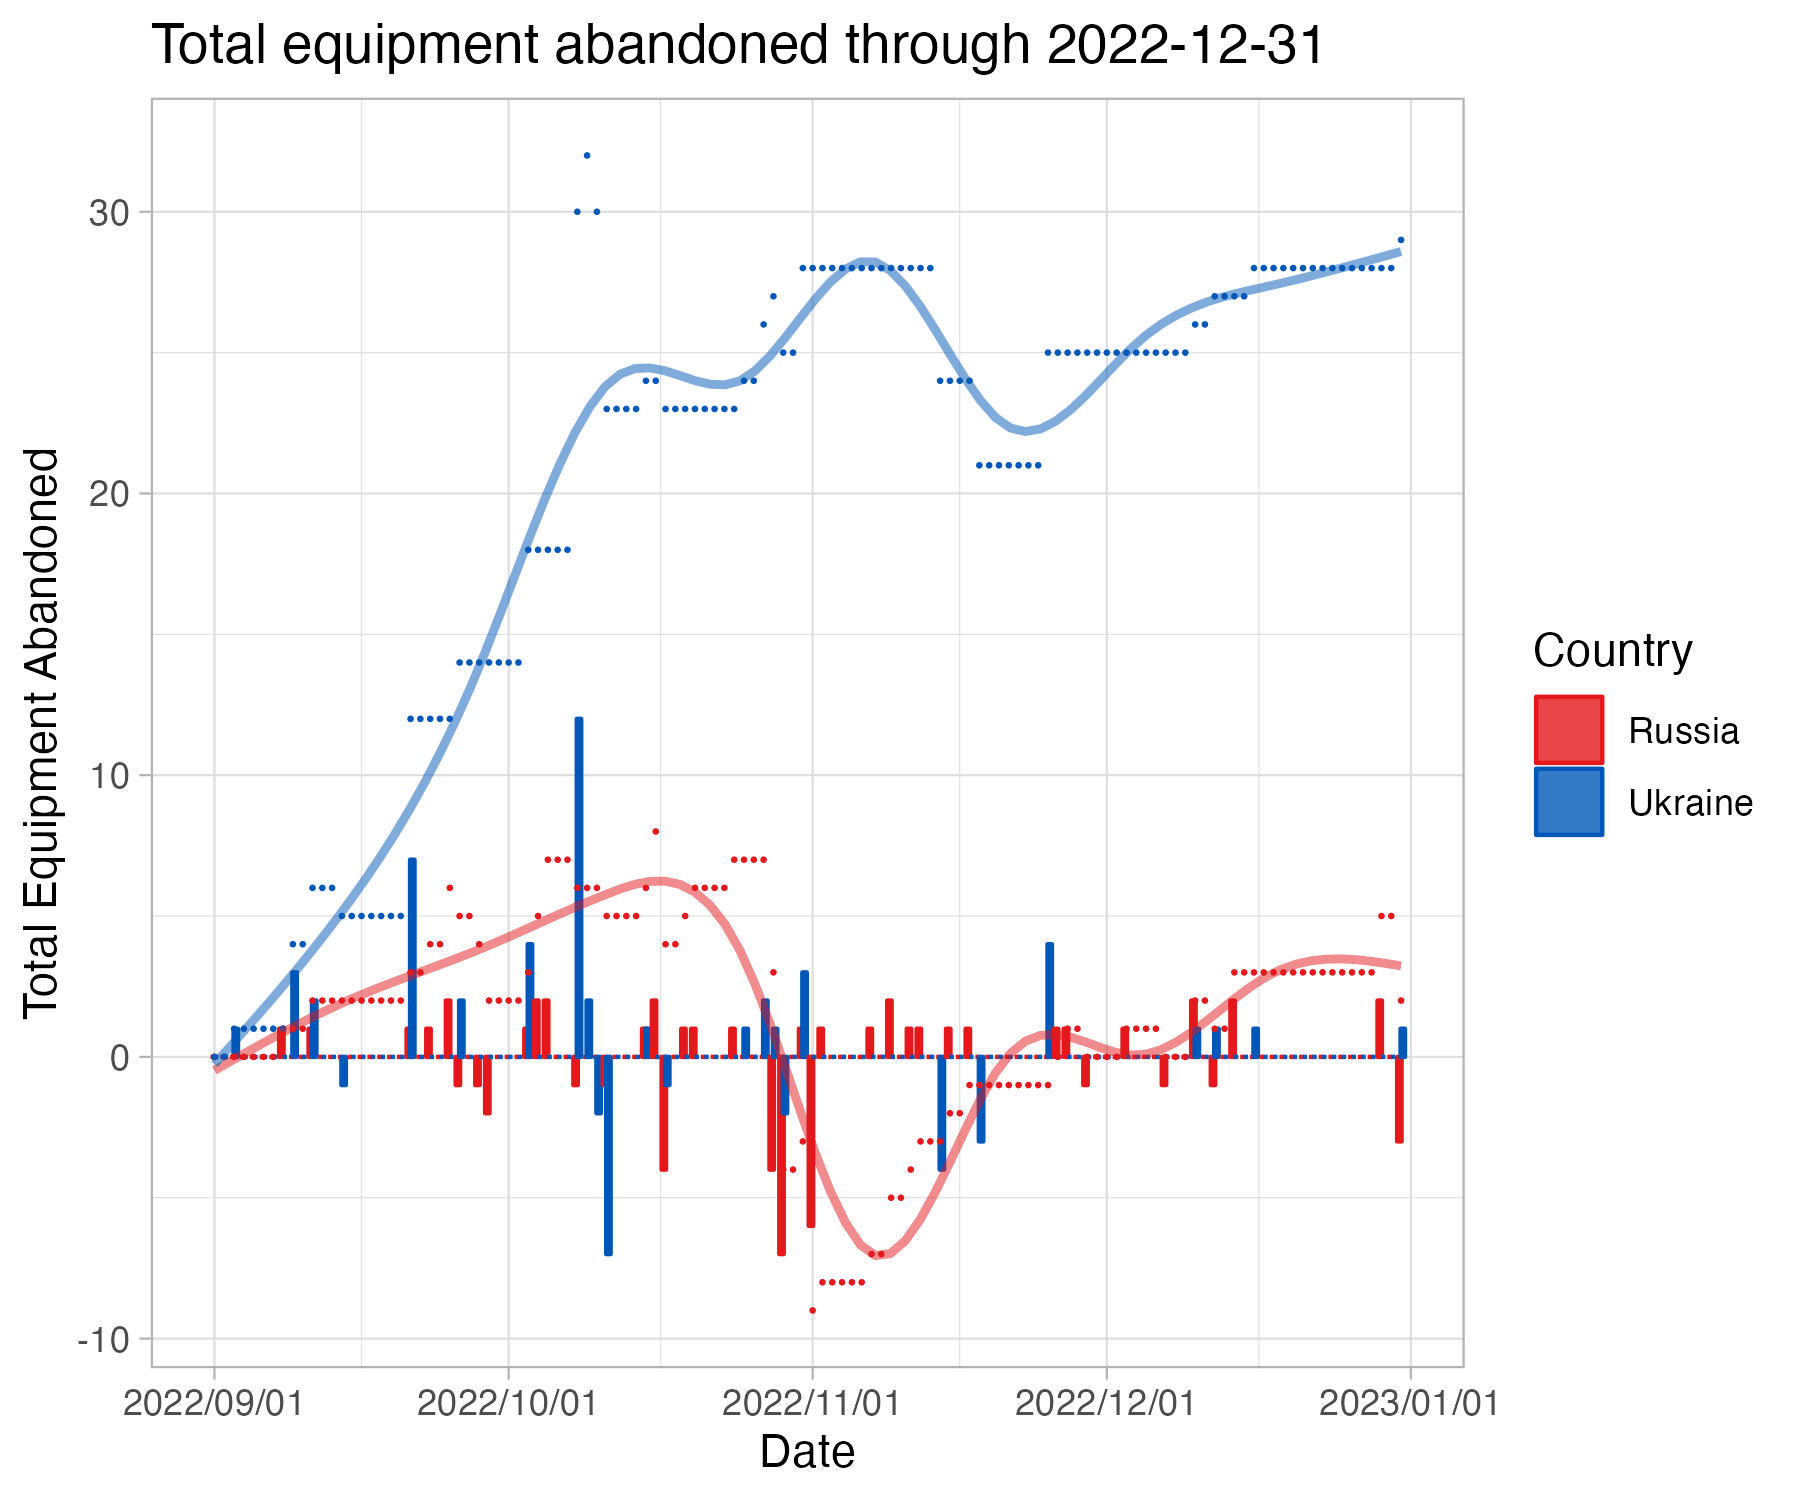 Total equipment abandoned through 2022-12-31
Total Equipment Abandoned
30
20
10
0
-10
2022/09/01
2022/10/01
2022/11/01
2022/12/01
2023/01/01
Date
Country
Russia
Ukraine